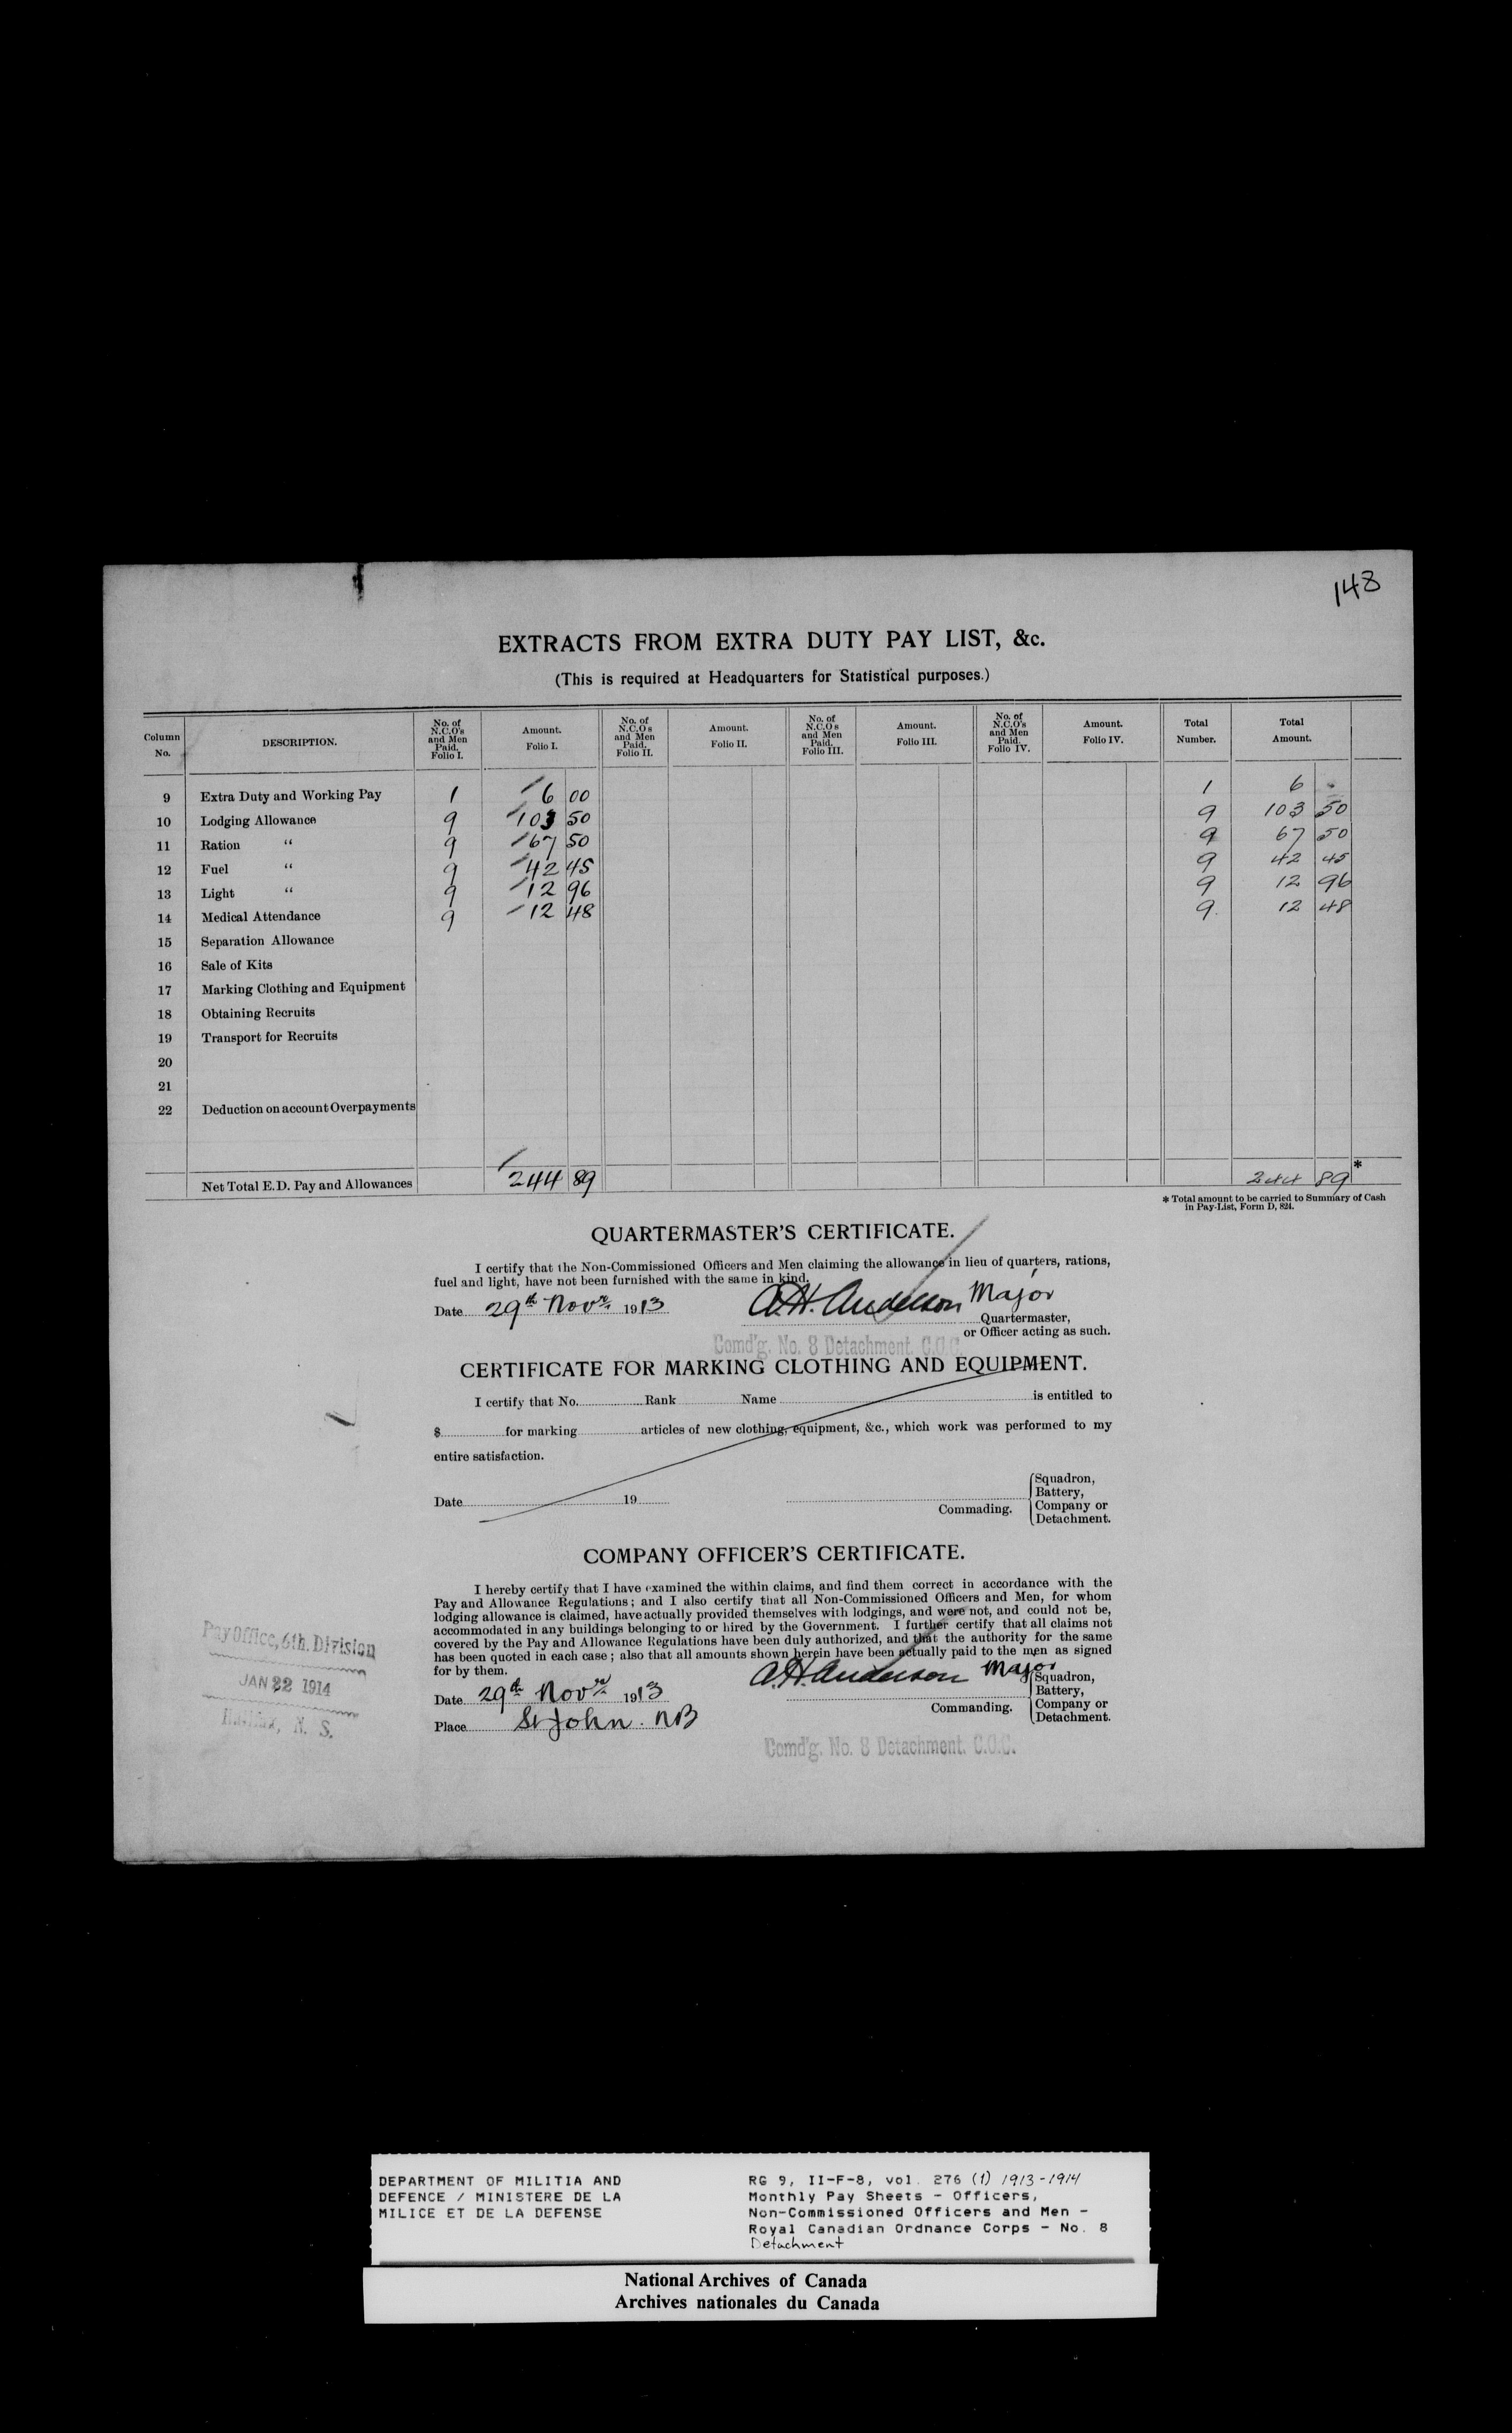 148
EXTRACTS FROM EXTRA DUTY PAY LIST, &c.
(This is required at Headquarters for Statistical purposes.)
Column No. DESCRIPTION. No. of N.C.O's and Men Paid. Folio I. Amount. Folio I. No. of N.C.O's and Men Paid. Folio II. Amount. Folio II. No. of N.C.O's and Men Paid. Folio III. Amount. Folio III. No. of N.C.O's and Men Paid. Folio IV. Amount. Folio IV. Total Number. Total Amount.
9 Extra Duty and Working Pay 1 6 00 1 6 -
10 Lodging Allowance 9 103 50 9 103 50
11 Ration " 9 67 50 9 67 50
12 Fuel " 9 42 45 9 42 45
13 Light " 9 12 96 9 12 96
14 Medical Attendance 9 12 48 9 12 48
15 Separation Allowance
16 Sale of Kits
17 Marking Clothing and Equipment
18 Obtaining Recruits
19 Transport for Recruits
20
21
22 Deduction on account Overpayments
Net Total E.D. Pay and Allowances 244 89 244 89 *
* Total amount to be carried to Summary of Cash
in Pay-List, Form D, 824.
QUARTERMASTER'S CERTIFICATE.
I certify that the Non-Commissioned Officers and Men claiming the allowance in lieu of quarters, rations,
fuel and light, have not been furnished with the same in kind.
Date 29th Novr. 1913 A.H. Anderson Major
Quartermaster,
or Officer acting as such.
Comd'g. No. 8 Detachment. C.O.C.
CERTIFICATE FOR MARKING CLOTHING AND EQUIPMENT.
I certify that No. Rank Name is entitled to
$ for marking articles of new clothing, equipment, &c., which work was performed to my
entire satisfaction.
Date 19 Commading. Squadron, Battery, Company or Detachment.
COMPANY OFFICER'S CERTIFICATE.
I hereby certify that I have examined the within claims, and find them correct in accordance with the
Pay and Allowance Regulations; and I also certify that all Non-Commissioned Officers and Men, for whom
lodging allowance is claimed, have actually provided themselves with lodgings, and were not, and could not be,
accommodated in any buildings belonging to or hired by the Government. I further certify that all claims not
covered by the Pay and Allowance Regulations have been duly authorized, and that the authority for the same
has been quoted in each case; also that all amounts shown herein have been actually paid to the men as signed
for by them.
A.H. Anderson Major
Date 29th Novr 1913 Commanding. Squadron, Battery, Company or Detachment.
Place St John. NB
Comd'g. No. 8 Detachment. C.O.C.
Pay Office, 6th. Division
JAN 22 1914
Halifax, N. S.
DEPARTMENT OF MILITIA AND
DEFENCE / MINISTERE DE LA
MILICE ET DE LA DEFENSE
RG 9, II-F-8, vol. 276 (1) 1913-1914
Monthly Pay Sheets - Officers,
Non-Commissioned Officers and Men -
Royal Canadian Ordnance Corps - No. 8
Detachment
National Archives of Canada
Archives nationales du Canada